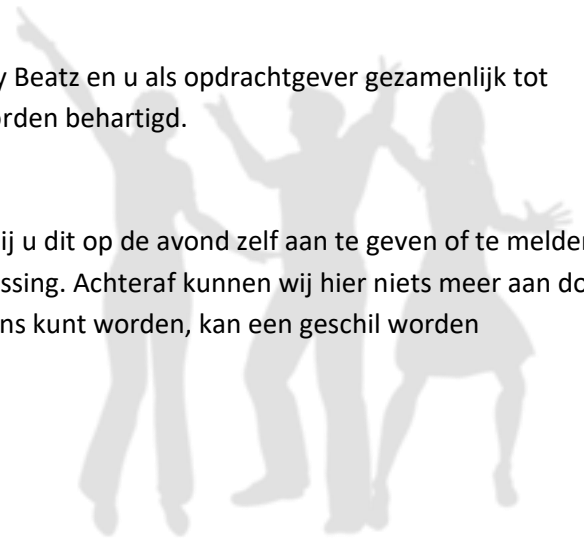 y Beatz en u als opdrachtgever gezamenlijk tot
orden behartigd.
ij u dit op de avond zelf aan te geven of te melden
ssing. Achteraf kunnen wij hier niets meer aan do
ns kunt worden, kan een geschil worden